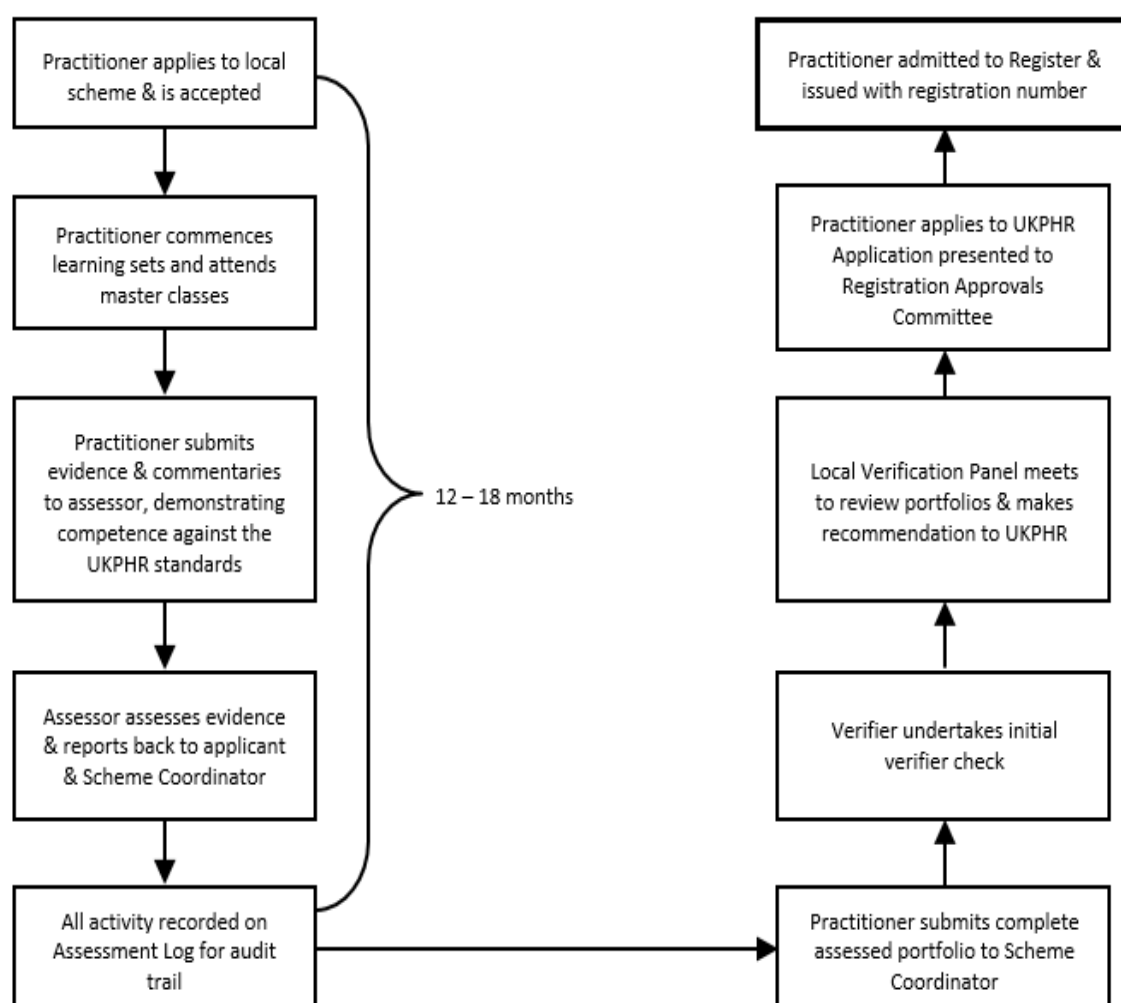 Practitioner applies to local
scheme & is accepted
Practitioner commences
learning sets and attends
master classes
Practitioner submits
evidence & commentaries
to assessor, demonstrating
competence against the
UKPHR standards
Assessor assesses evidence
& reports back to applicant
& Scheme Coordinator
All activity recorded on
Assessment Log for audit
trail
12 – 18 months
Practitioner submits complete
assessed portfolio to Scheme
Coordinator
Verifier undertakes initial
verifier check
Local Verification Panel meets
to review portfolios & makes
recommendation to UKPHR
Practitioner applies to UKPHR
Application presented to
Registration Approvals
Committee
Practitioner admitted to Register &
issued with registration number